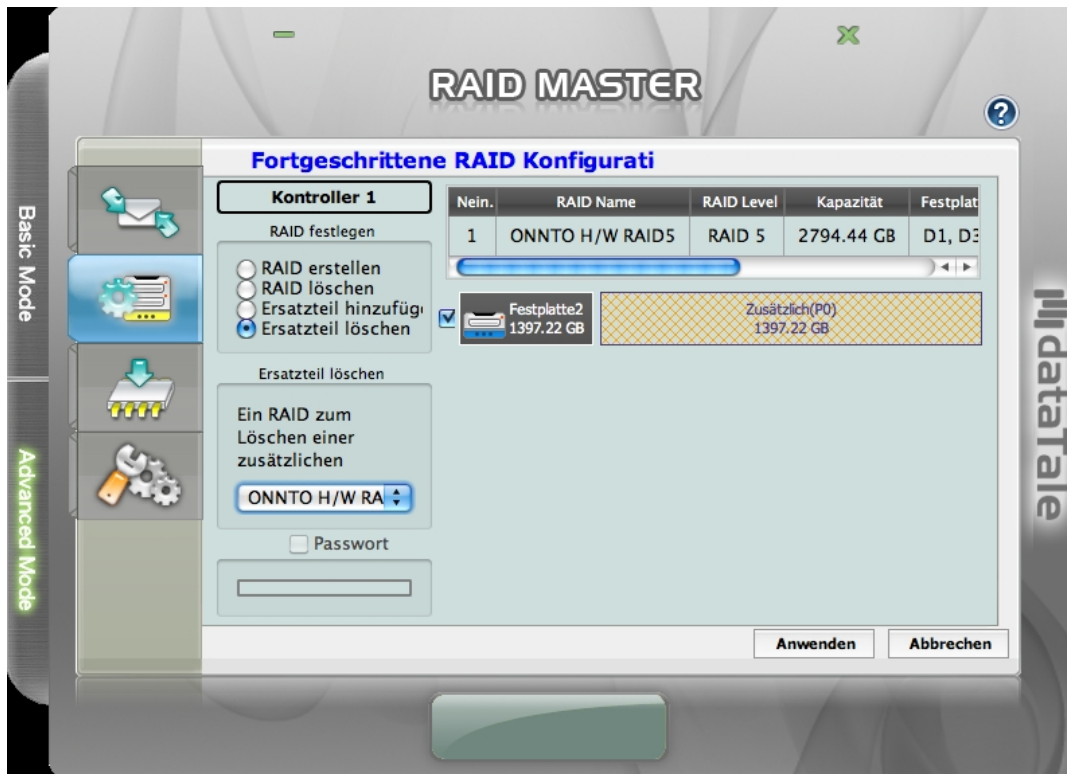 RAID MASTER
?
Basic Mode
Advanced Mode
Fortgeschrittene RAID Konfigurati
Kontroller 1
RAID festlegen
RAID erstellen
RAID löschen
Ersatzteil hinzufüg
Ersatzteil löschen
Ersatzteil löschen
Ein RAID zum
Löschen einer
zusätzlichen
ONNTO H/W RA
Passwort
Nein. RAID Name RAID Level Kapazität Festplat
1 ONNTO H/W RAID5 RAID 5 2794.44 GB D1, D3
Festplatte2
1397.22 GB
Zusätzlich(P0)
1397.22 GB
Anwenden Abbrechen
dataTale